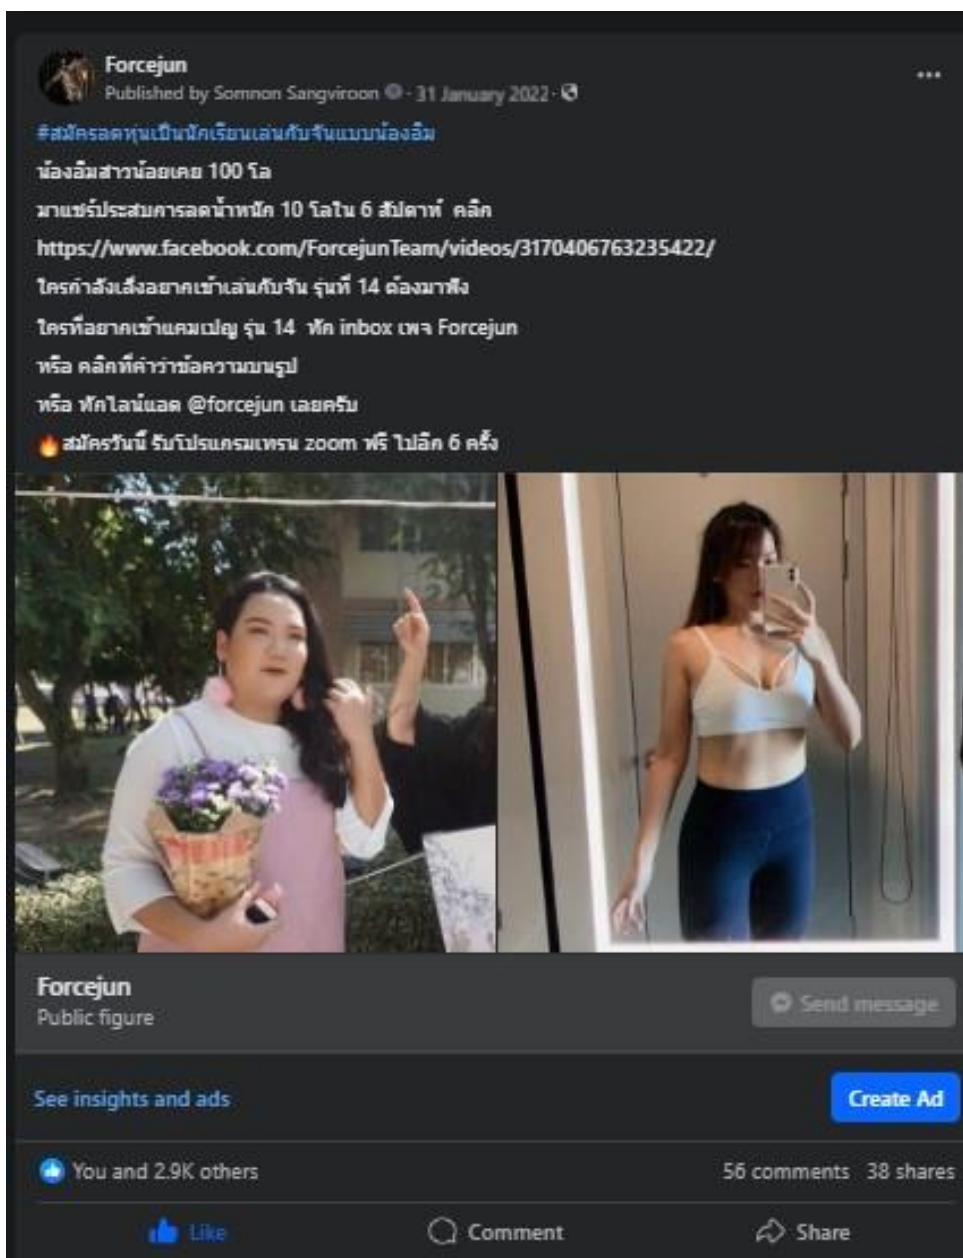 Forcejun
Published by Somnon Sangviroon · 31 January 2022 ·
#สมัครลดหุ่นเป็นนักเรียนเล่นกับจันแบบน้องอิม
น้องอิมสาวน้อยเคย 100 โล
มาแชร์ประสบการลดน้ำหนัก 10 โลใน 6 สัปดาห์ คลิก
https://www.facebook.com/ForcejunTeam/videos/3170406763235422/
ใครกำลังเล็งอยากเข้าเล่นกับจัน รุ่นที่ 14 ต้องมาฟัง
ใครที่อยากเข้าแคมเปญ รุ่น 14 ทัก inbox เพจ Forcejun
หรือ คลิกที่คำว่าข้อความบนรูป
หรือ ทักไลน์แอด @forcejun เลยครับ
🔥สมัครวันนี้ รับโปรแกรมเทรน zoom ฟรี ไปอีก 6 ครั้ง
Forcejun
Public figure
Send message
See insights and ads
Create Ad
You and 2.9K others
56 comments 38 shares
Like
Comment
Share